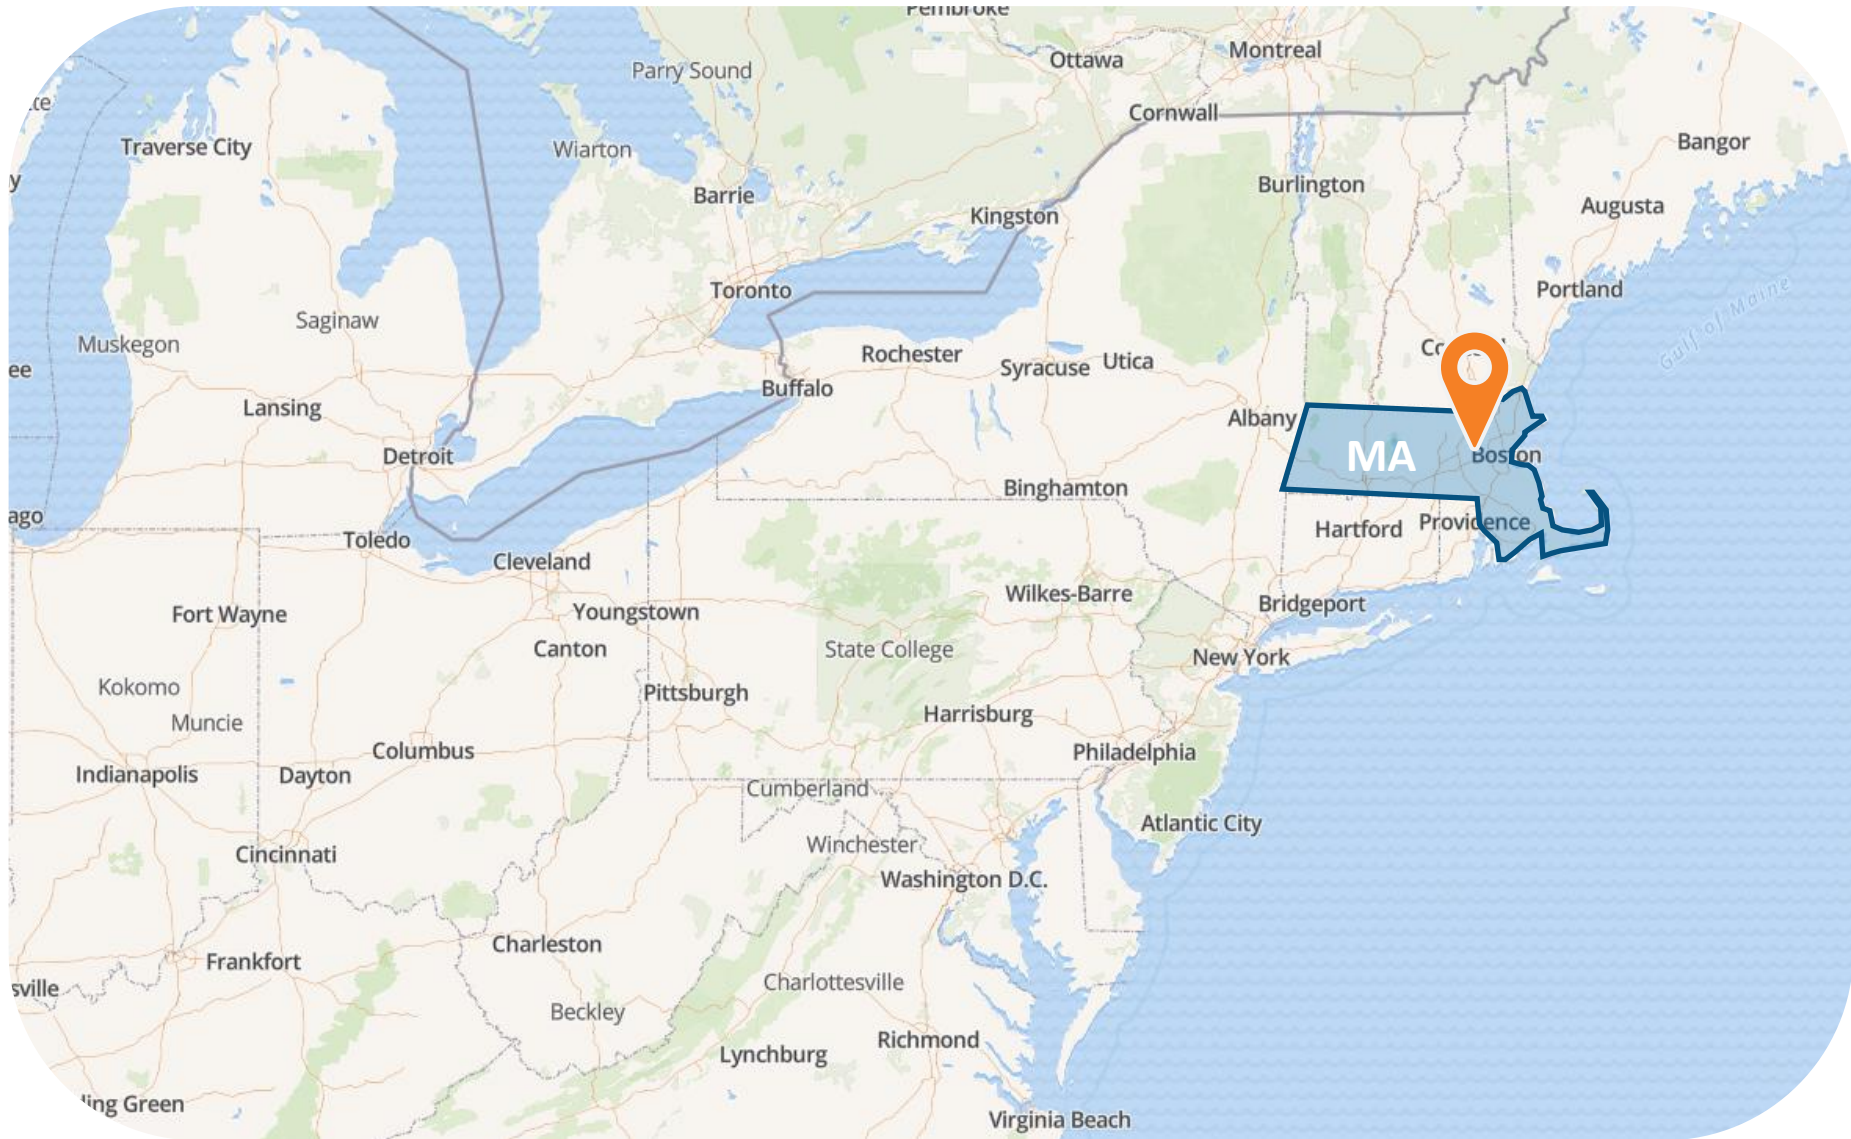 Pembroke
Ottawa
Montreal
Parry Sound
Cornwall
Traverse City
Wiarton
Bangor
Barrie
Burlington
Kingston
Augusta
Toronto
Portland
Gulf of Maine
Saginaw
Muskegon
Rochester
Syracuse
Utica
Buffalo
Lansing
Albany
Detroit
MA
Boston
Binghamton
Hartford
Providence
Toledo
Cleveland
Wilkes-Barre
Bridgeport
Fort Wayne
Youngstown
Canton
State College
New York
Kokomo
Pittsburgh
Muncie
Harrisburg
Columbus
Philadelphia
Indianapolis
Dayton
Cumberland
Atlantic City
Winchester
Cincinnati
Washington D.C.
Charleston
Frankfort
Charlottesville
sville
Beckley
Richmond
Lynchburg
ling Green
Virginia Beach